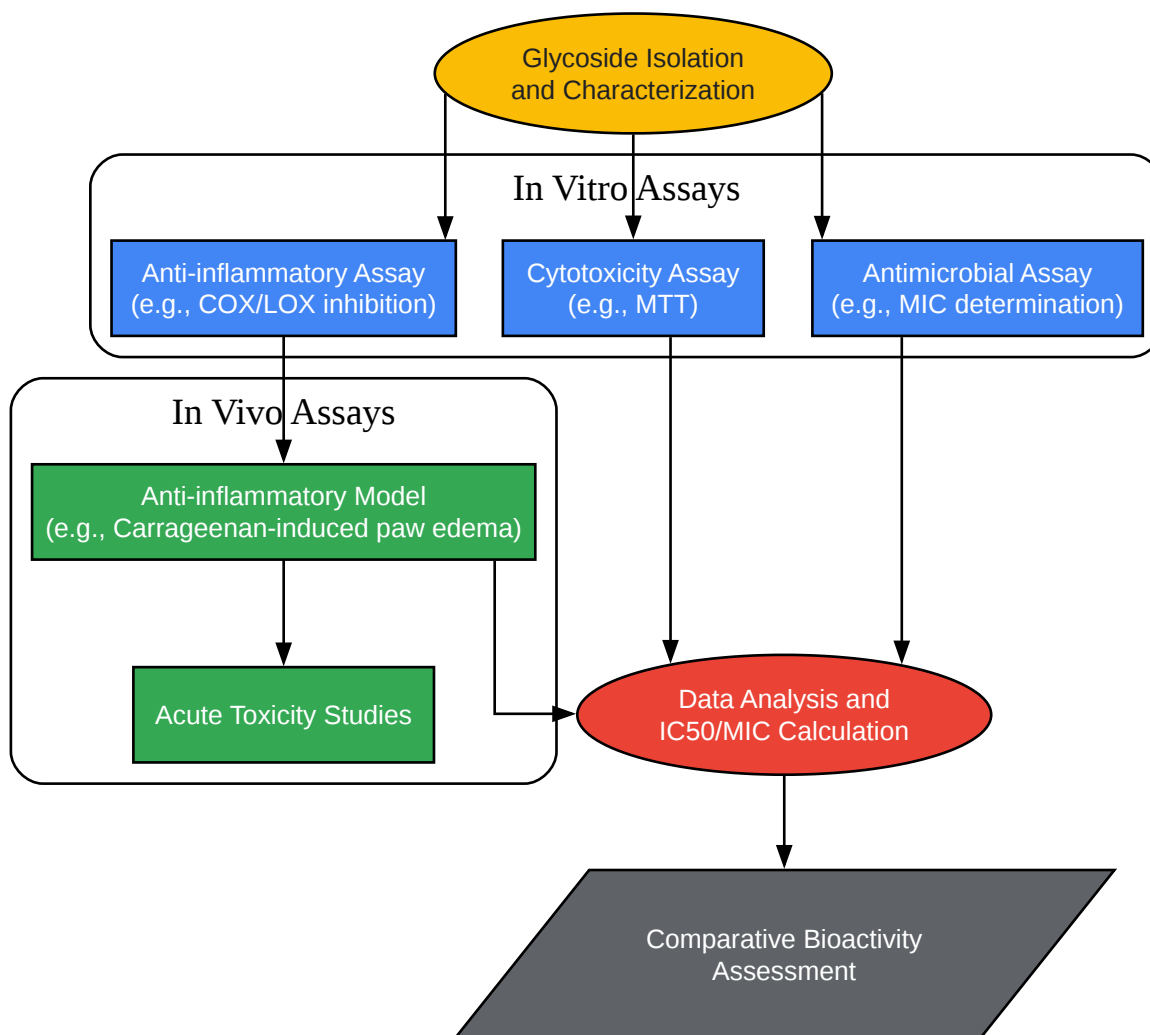 Glycoside Isolation
and Characterization
In Vitro Assays
Anti-inflammatory Assay
(e.g., COX/LOX inhibition)
Cytotoxicity Assay
(e.g., MTT)
Antimicrobial Assay
(e.g., MIC determination)
In Vivo Assays
Anti-inflammatory Model
(e.g., Carrageenan-induced paw edema)
Acute Toxicity Studies
Data Analysis and
IC50/MIC Calculation
Comparative Bioactivity
Assessment